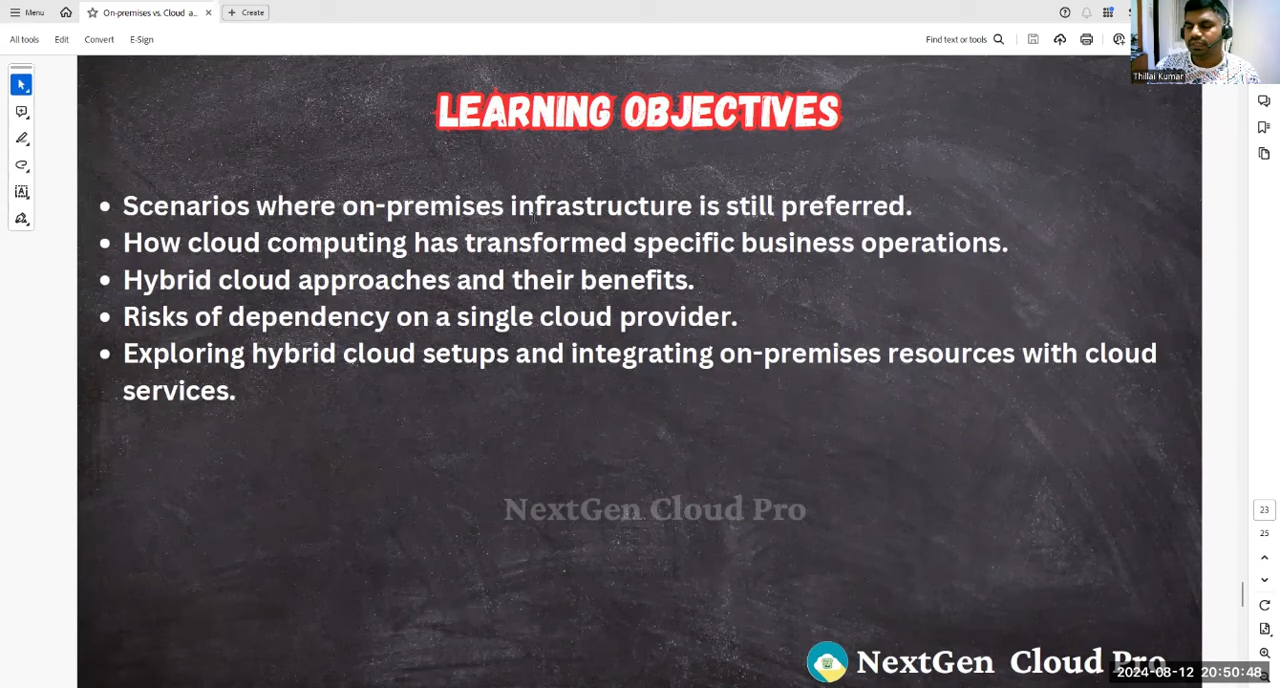 Menu
On-premises vs. Cloud a...
Create
All tools
Edit
Convert
E-Sign
Find text or tools
Thillai Kumar
LEARNING OBJECTIVES
Scenarios where on-premises infrastructure is still preferred.
How cloud computing has transformed specific business operations.
Hybrid cloud approaches and their benefits.
Risks of dependency on a single cloud provider.
Exploring hybrid cloud setups and integrating on-premises resources with cloud
services.
NextGen Cloud Pro
23
25
NextGen Cloud Pro
2024-08-12 20:50:48